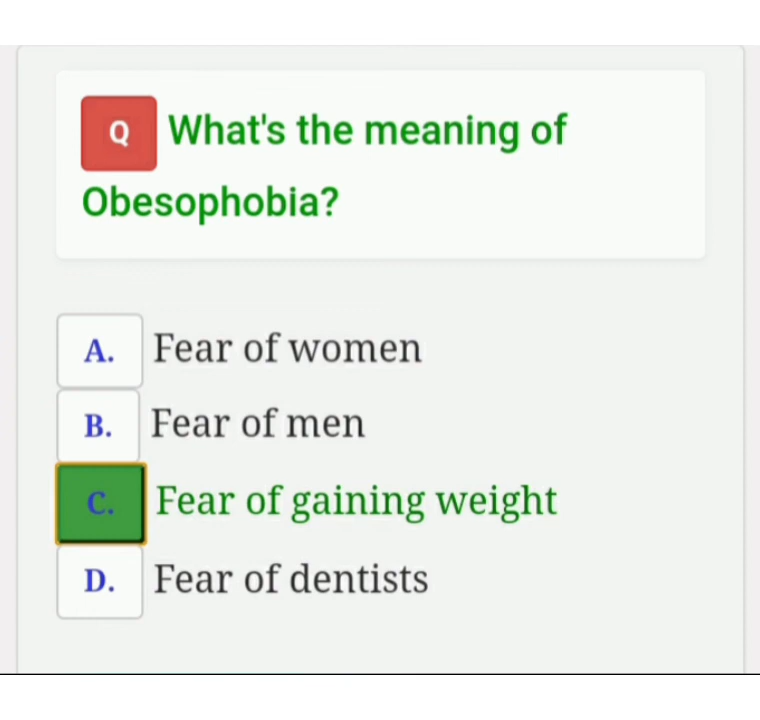 Q What's the meaning of
Obesophobia?
A. Fear of women
B. Fear of men
C. Fear of gaining weight
D. Fear of dentists